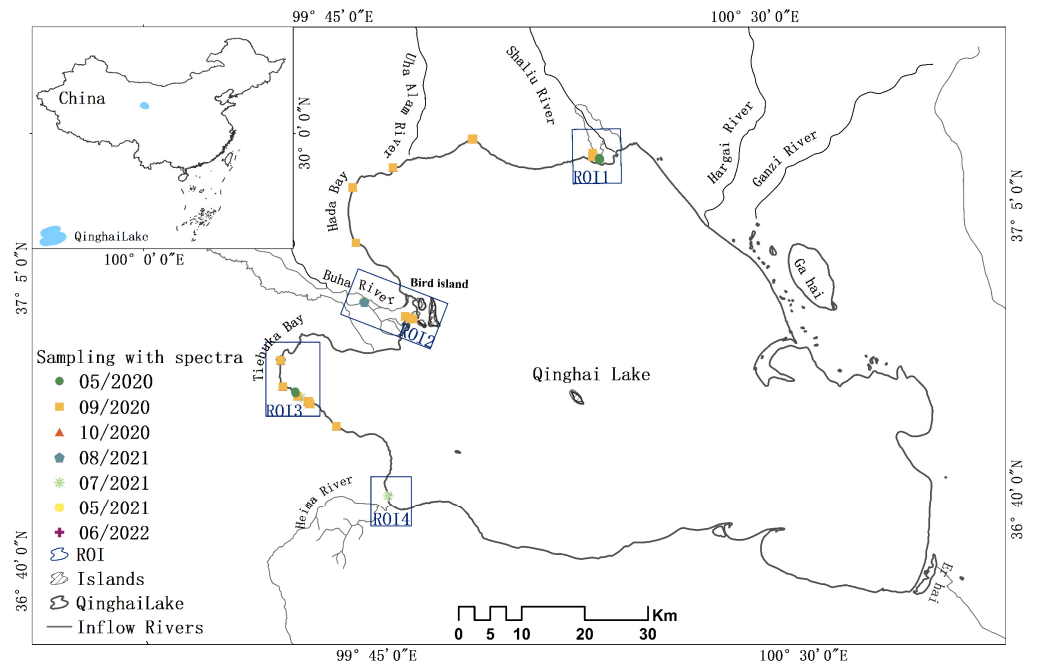 99° 45′0″E
100° 30′0″E
China
QinghaiLake
100° 0′0″E
30° 0′0″N
37° 5′0″N
36° 40′0″N
37° 5′0″N
36° 40′0″N
Uha Alam River
Shaliu River
Hargai River
Ganzi River
ROI1
Hada Bay
Buha River
Bird island
ROI2
Ga hai
Tiebuka Bay
ROI3
Qinghai Lake
Heima River
ROI4
Er hai
Sampling with spectra
05/2020
09/2020
10/2020
08/2021
07/2021
05/2021
06/2022
ROI
Islands
QinghaiLake
Inflow Rivers
Km
0 5 10 20 30
99° 45′0″E
100° 30′0″E